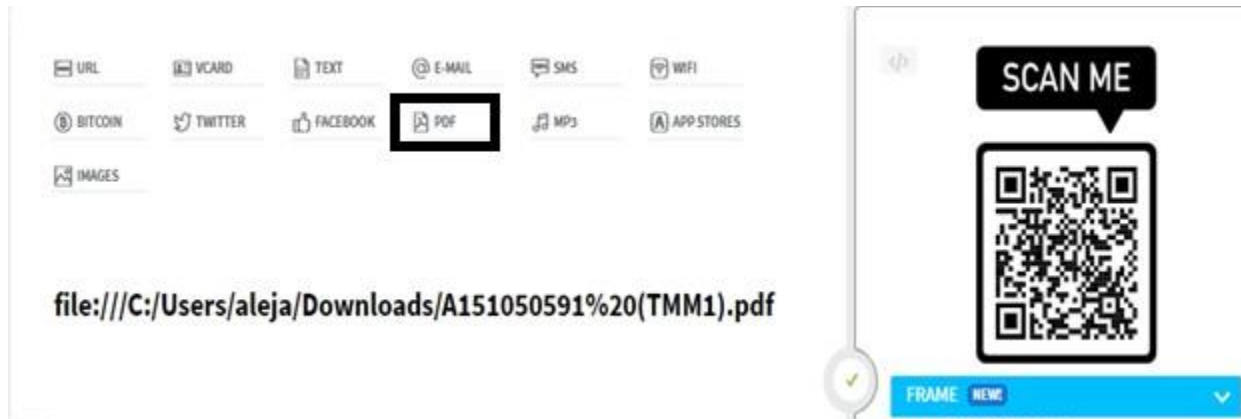 URL VCARD TEXT E-MAIL SMS WIFI
BITCOIN TWITTER FACEBOOK PDF MP3 APP STORES
IMAGES
file:///C:/Users/aleja/Downloads/A151050591%20(TMM1).pdf
</>
SCAN ME
FRAME NEW!